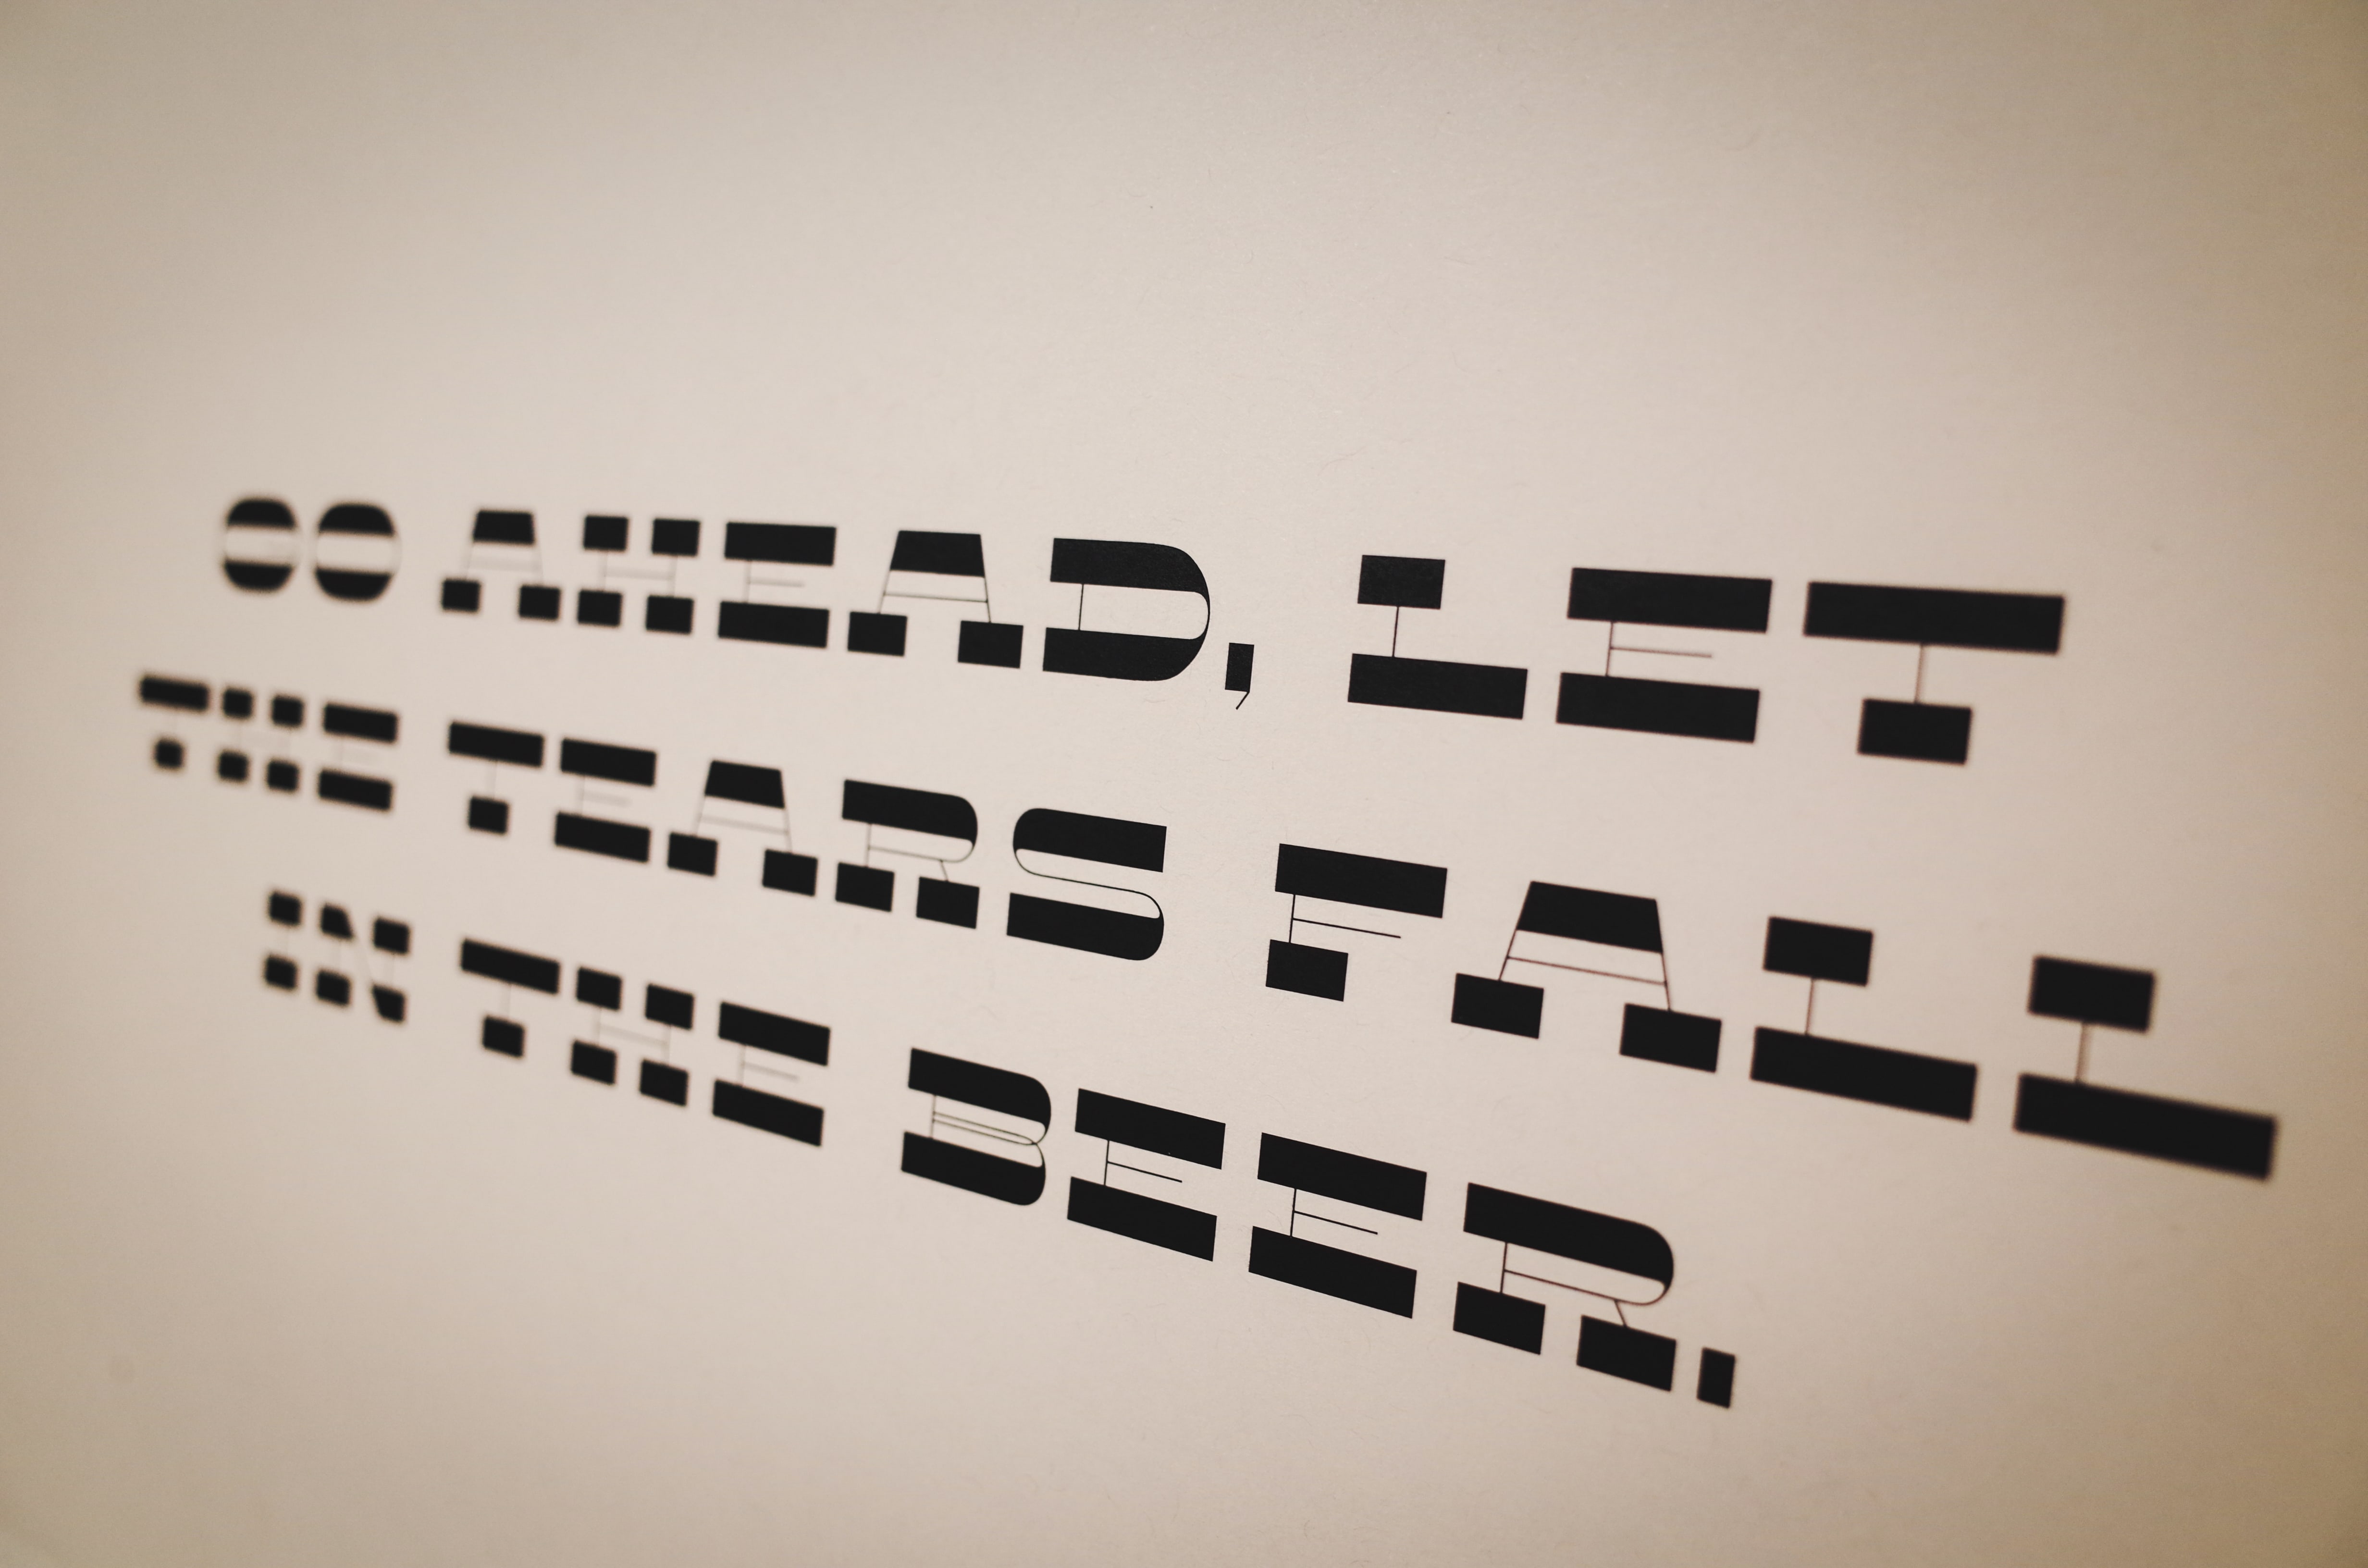 GO AHEAD, LET
THE TEARS FALL
IN THE BEER.